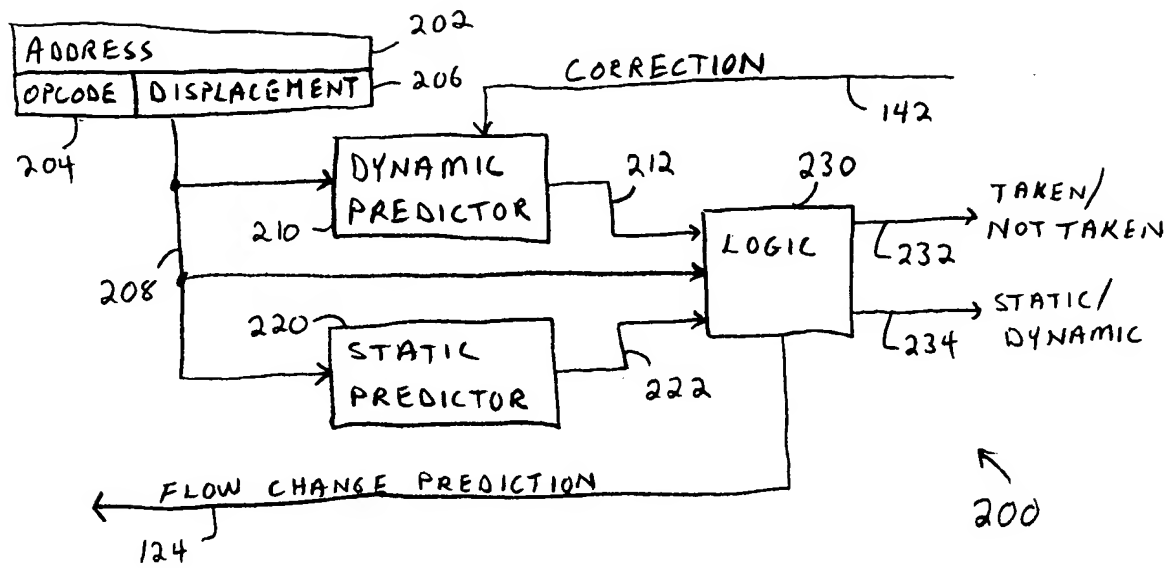 ADDRESS
202
OPCODE
DISPLACEMENT
206
204
CORRECTION
142
DYNAMIC
PREDICTOR
210
212
230
LOGIC
TAKEN/
NOT TAKEN
232
208
220
STATIC
PREDICTOR
222
STATIC/
DYNAMIC
234
FLOW CHANGE PREDICTION
124
200